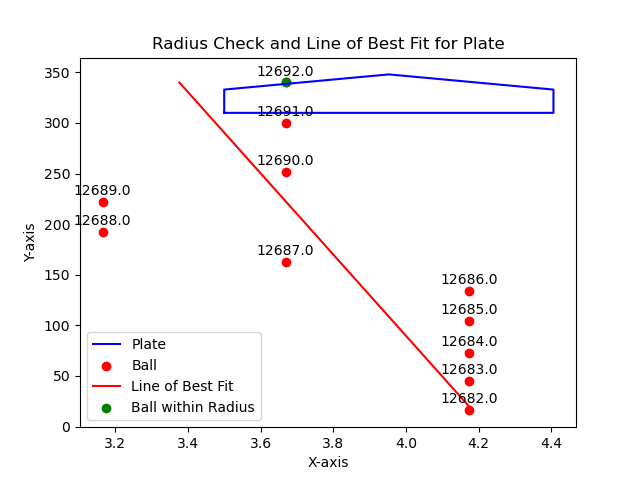 Radius Check and Line of Best Fit for Plate
350
300
250
200
150
100
50
0
Y-axis
12692.0
12691.0
12690.0
12689.0
12688.0
12687.0
12686.0
12685.0
12684.0
12683.0
12682.0
Plate
Ball
Line of Best Fit
Ball within Radius
3.2 3.4 3.6 3.8 4.0 4.2 4.4
X-axis